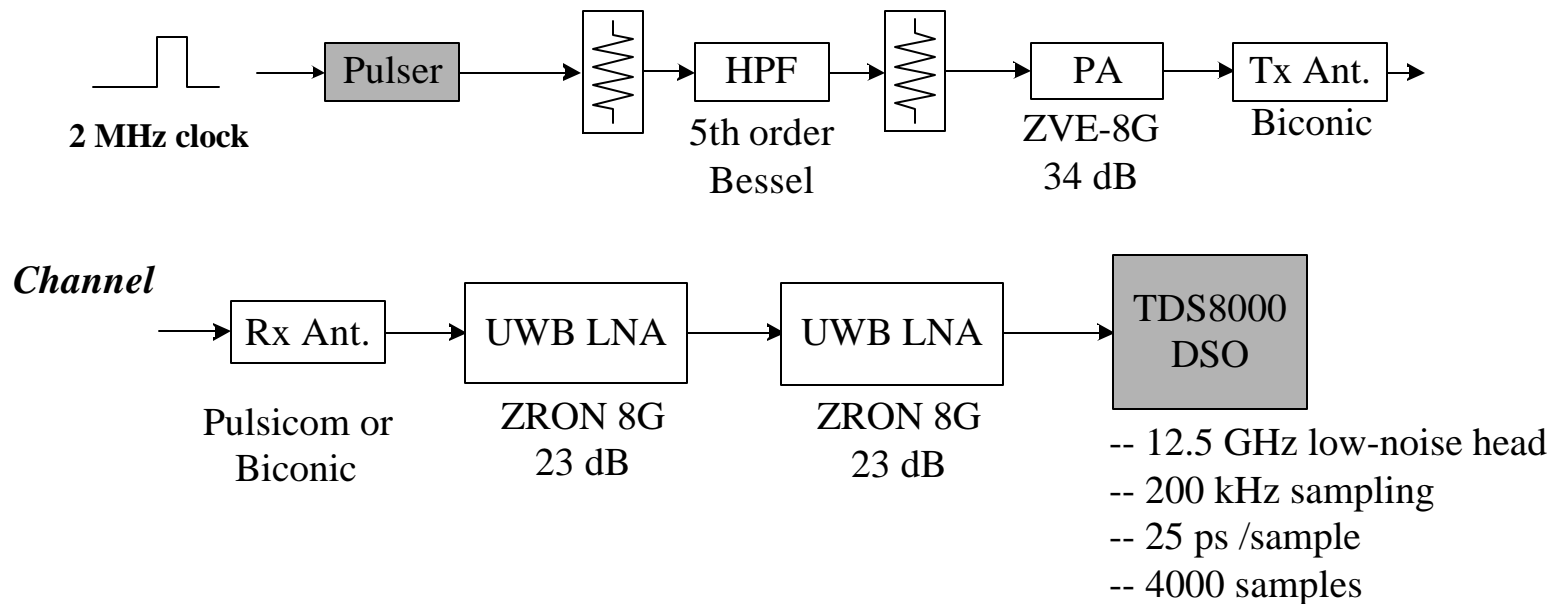 2 MHz clock
Pulser
HPF
5th order
Bessel
PA
ZVE-8G
34 dB
Tx Ant.
Biconic
Channel
Rx Ant.
Pulsicom or
Biconic
UWB LNA
ZRON 8G
23 dB
UWB LNA
ZRON 8G
23 dB
TDS8000
DSO
-- 12.5 GHz low-noise head
-- 200 kHz sampling
-- 25 ps /sample
-- 4000 samples